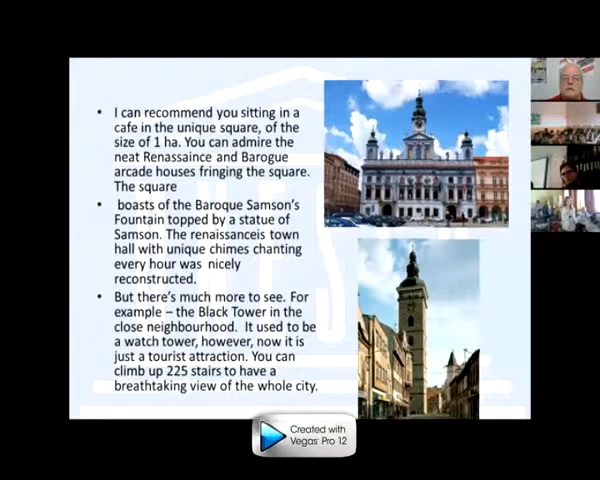 • I can recommend you sitting in a
cafe in the unique square, of the
size of 1 ha. You can admire the
neat Renassaince and Barogue
arcade houses fringing the square.
The square
•  boasts of the Baroque Samson's
Fountain topped by a statue of
Samson. The renaissanceis town
hall with unique chimes chanting
every hour was nicely
reconstructed.
• But there's much more to see. For
example – the Black Tower in the
close neighbourhood. It used to be
a watch tower, however, now it is
just a tourist attraction. You can
climb up 225 stairs to have a
breathtaking view of the whole city.
Created with
Vegas Pro 12